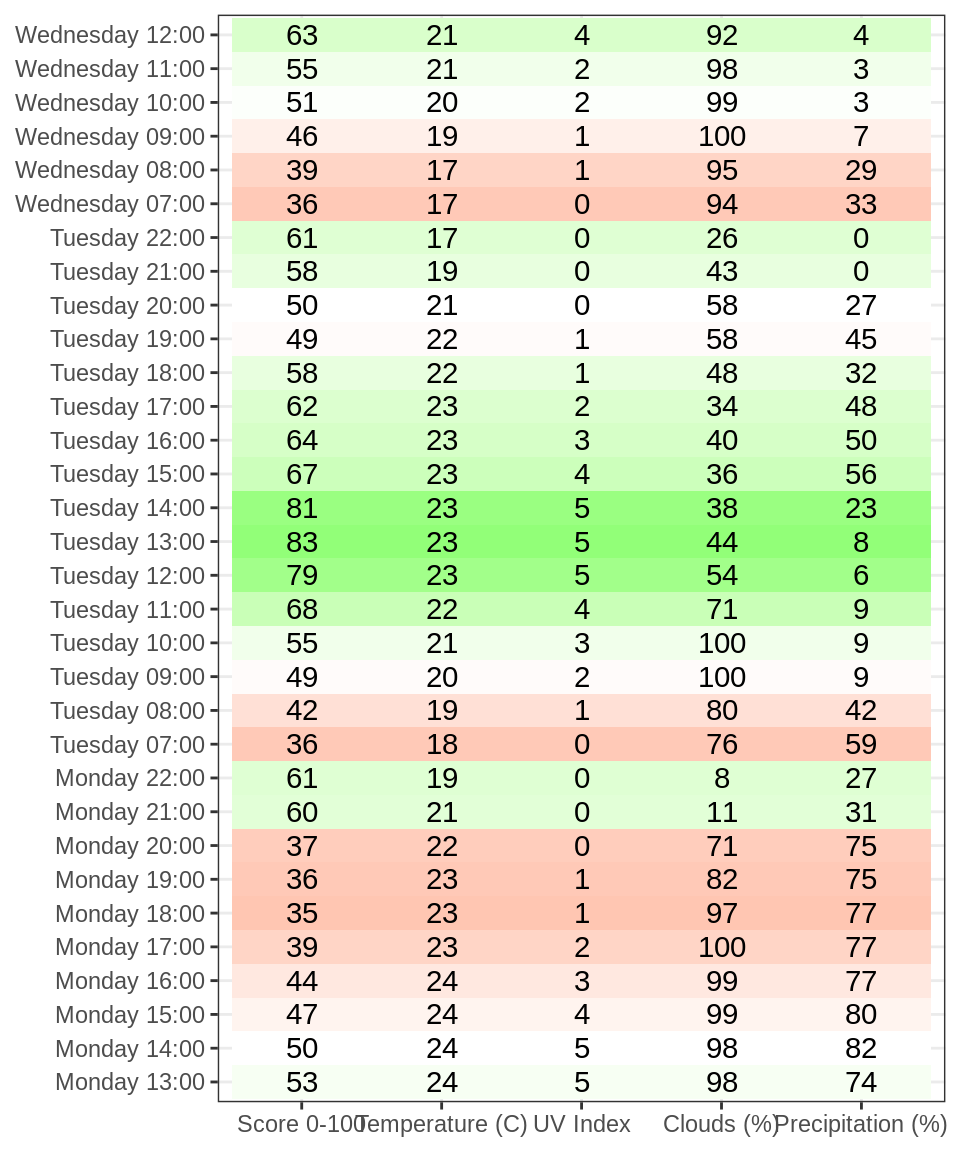 Wednesday 12:00 63 21 4 92 4
Wednesday 11:00 55 21 2 98 3
Wednesday 10:00 51 20 2 99 3
Wednesday 09:00 46 19 1 100 7
Wednesday 08:00 39 17 1 95 29
Wednesday 07:00 36 17 0 94 33
Tuesday 22:00 61 17 0 26 0
Tuesday 21:00 58 19 0 43 0
Tuesday 20:00 50 21 0 58 27
Tuesday 19:00 49 22 1 58 45
Tuesday 18:00 58 22 1 48 32
Tuesday 17:00 62 23 2 34 48
Tuesday 16:00 64 23 3 40 50
Tuesday 15:00 67 23 4 36 56
Tuesday 14:00 81 23 5 38 23
Tuesday 13:00 83 23 5 44 8
Tuesday 12:00 79 23 5 54 6
Tuesday 11:00 68 22 4 71 9
Tuesday 10:00 55 21 3 100 9
Tuesday 09:00 49 20 2 100 9
Tuesday 08:00 42 19 1 80 42
Tuesday 07:00 36 18 0 76 59
Monday 22:00 61 19 0 8 27
Monday 21:00 60 21 0 11 31
Monday 20:00 37 22 0 71 75
Monday 19:00 36 23 1 82 75
Monday 18:00 35 23 1 97 77
Monday 17:00 39 23 2 100 77
Monday 16:00 44 24 3 99 77
Monday 15:00 47 24 4 99 80
Monday 14:00 50 24 5 98 82
Monday 13:00 53 24 5 98 74
Score 0-100 Temperature (C) UV Index Clouds (%) Precipitation (%)